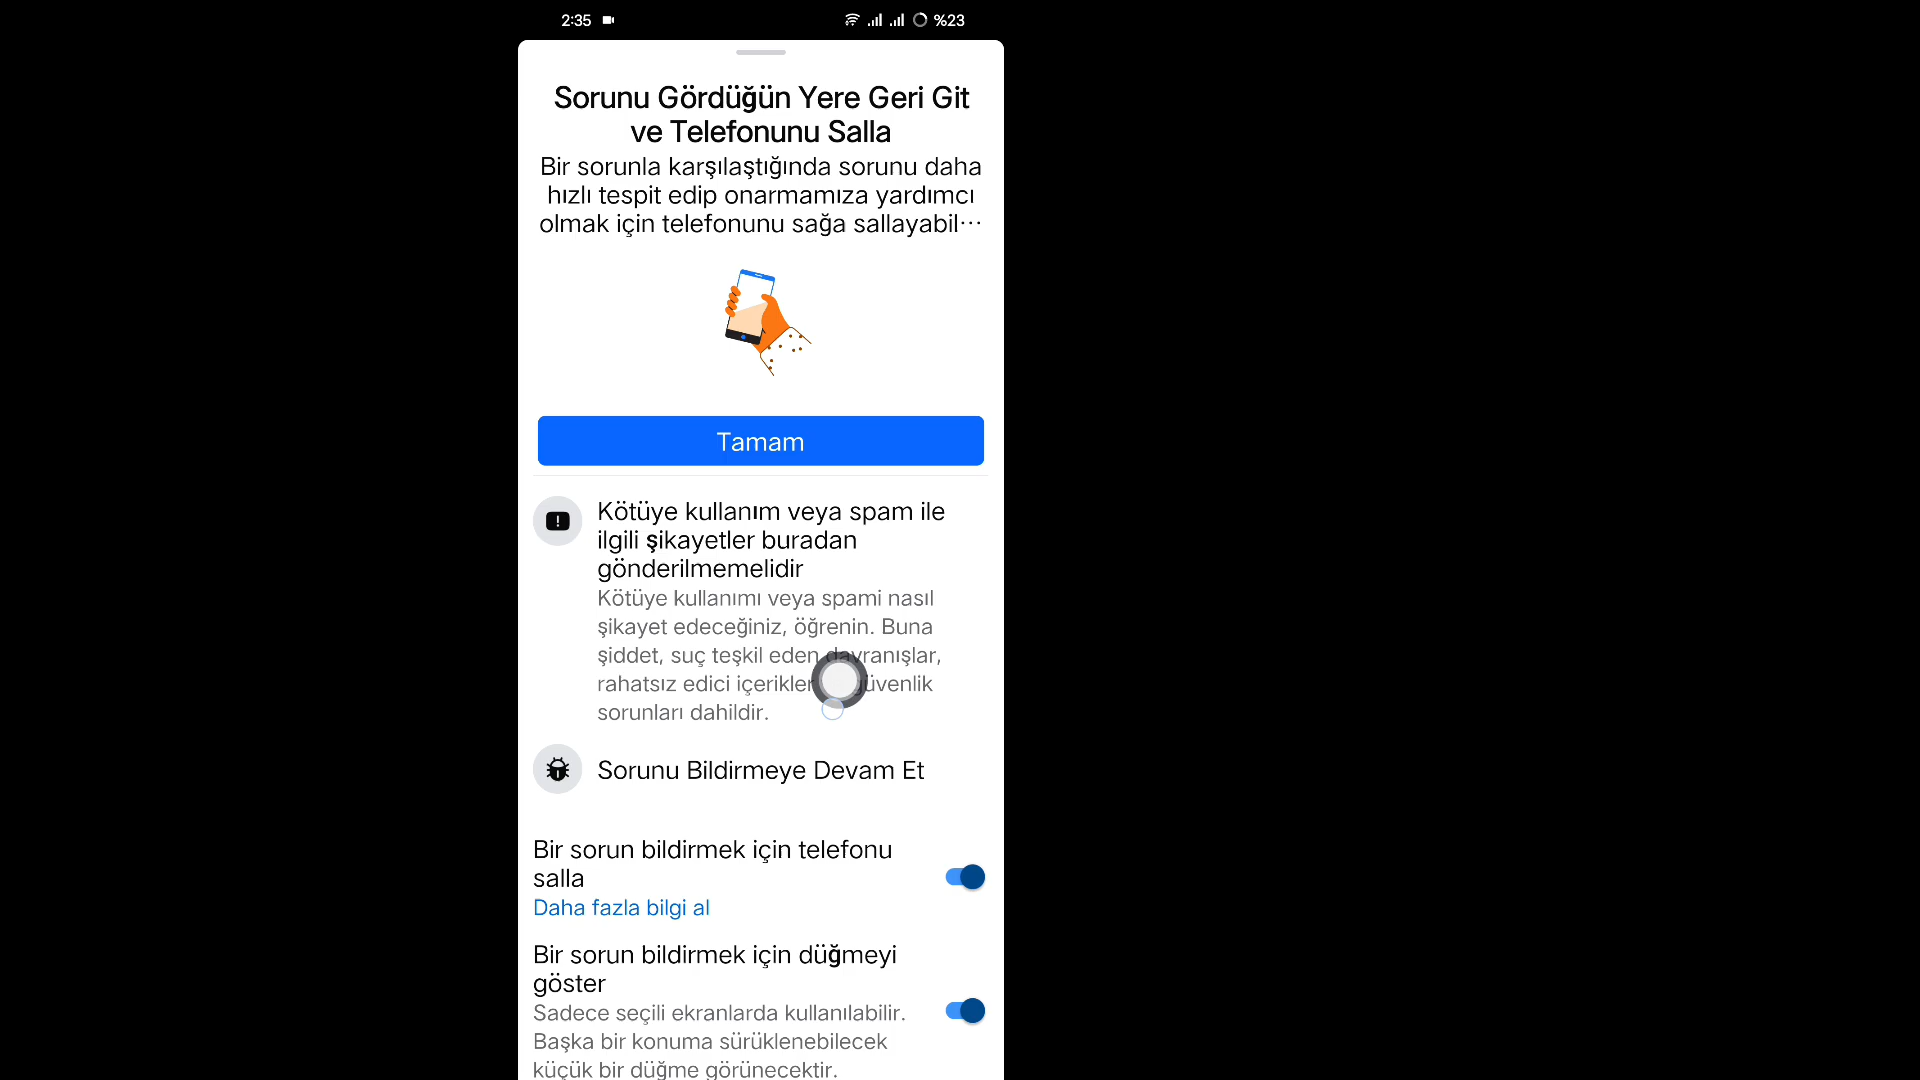 2:35
%23
Sorunu Gördüğün Yere Geri Git
ve Telefonunu Salla
Bir sorunla karşılaştığında sorunu daha
hızlı tespit edip onarmamıza yardımcı
olmak için telefonunu sağa sallayabil...
Tamam
Kötüye kullanım veya spam ile
ilgili şikayetler buradan
gönderilmemelidir
Kötüye kullanımı veya spami nasıl
şikayet edeceğiniz, öğrenin. Buna
şiddet, suç teşkil eden davranışlar,
rahatsız edici içerikler güvenlik
sorunları dahildir.
Sorunu Bildirmeye Devam Et
Bir sorun bildirmek için telefonu
salla
Daha fazla bilgi al
Bir sorun bildirmek için düğmeyi
göster
Sadece seçili ekranlarda kullanılabilir.
Başka bir konuma sürüklenebilecek
küçük bir düğme görünecektir.